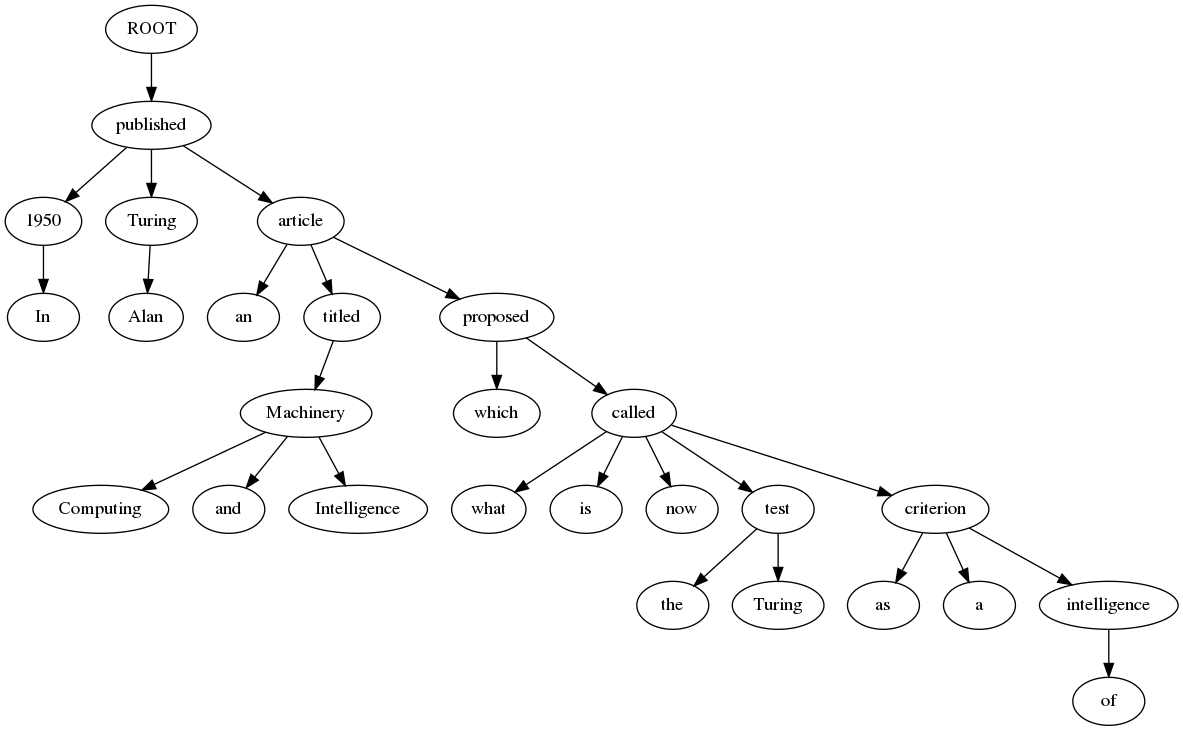 ROOT
published
1950 Turing article
In Alan an titled proposed
Machinery which called
Computing and Intelligence what is now test criterion
the Turing as a intelligence
of